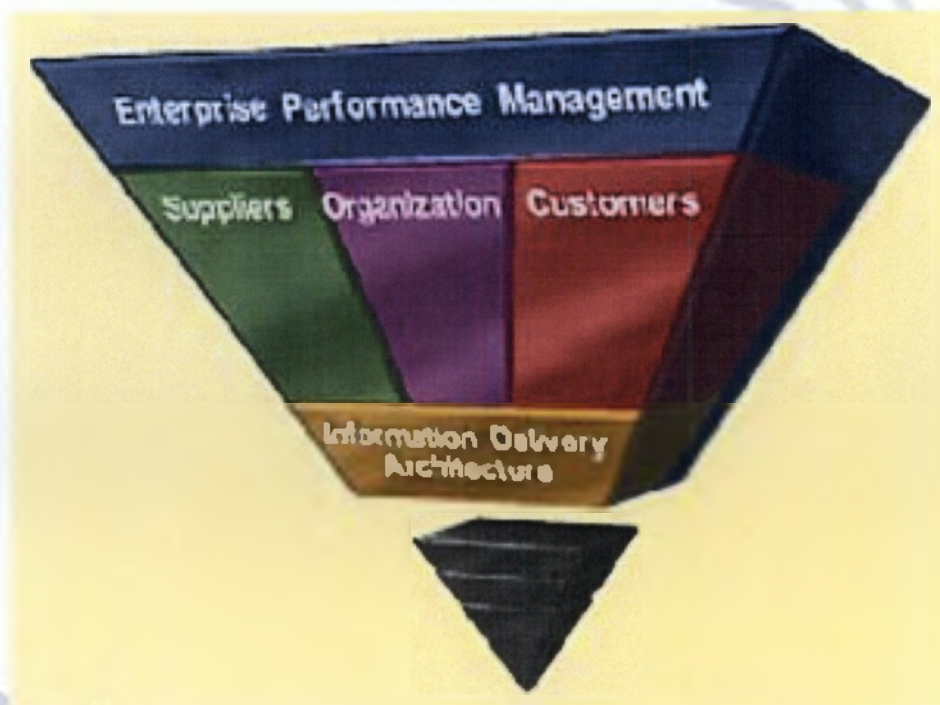 Enterprise Performance Management
Suppliers Organization Customers
Information Delivery
Architecture